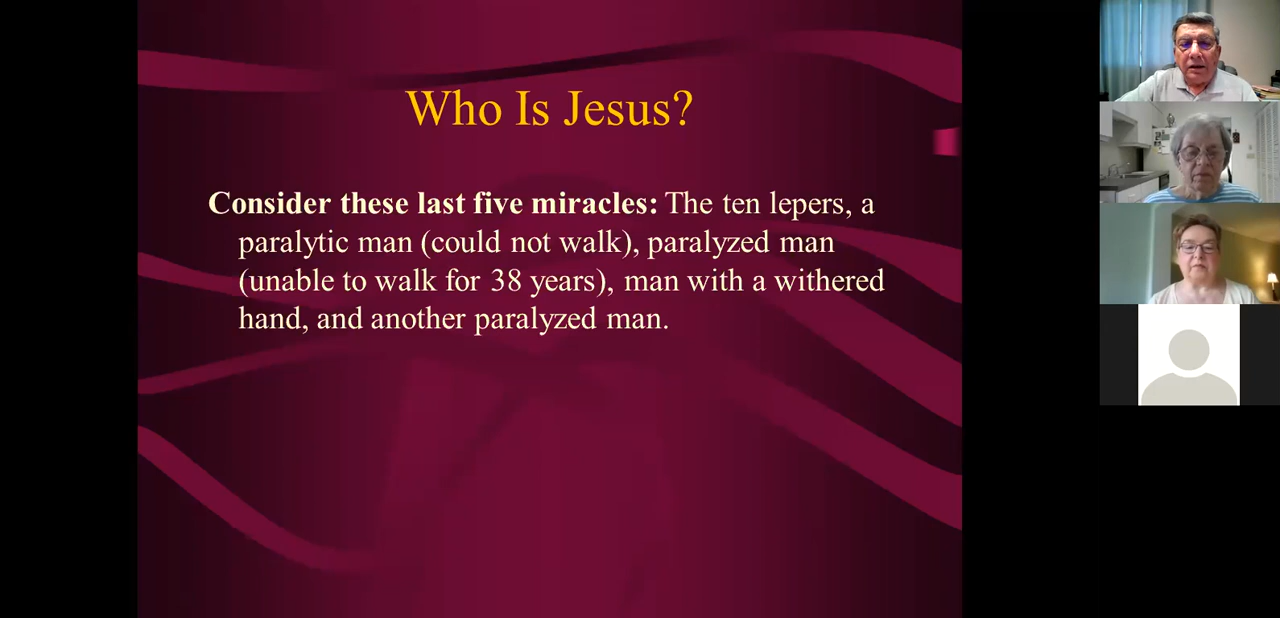 Who Is Jesus?
Consider these last five miracles: The ten lepers, a
paralytic man (could not walk), paralyzed man
(unable to walk for 38 years), man with a withered
hand, and another paralyzed man.